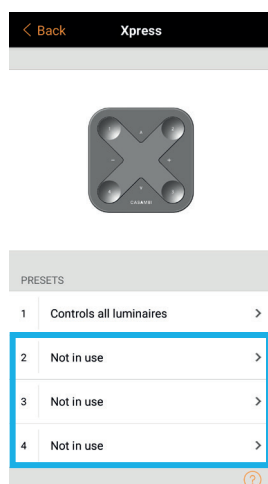 Back Xpress
CASAMBI
PRESETS
1 Controls all luminaires
2 Not in use
3 Not in use
4 Not in use
?